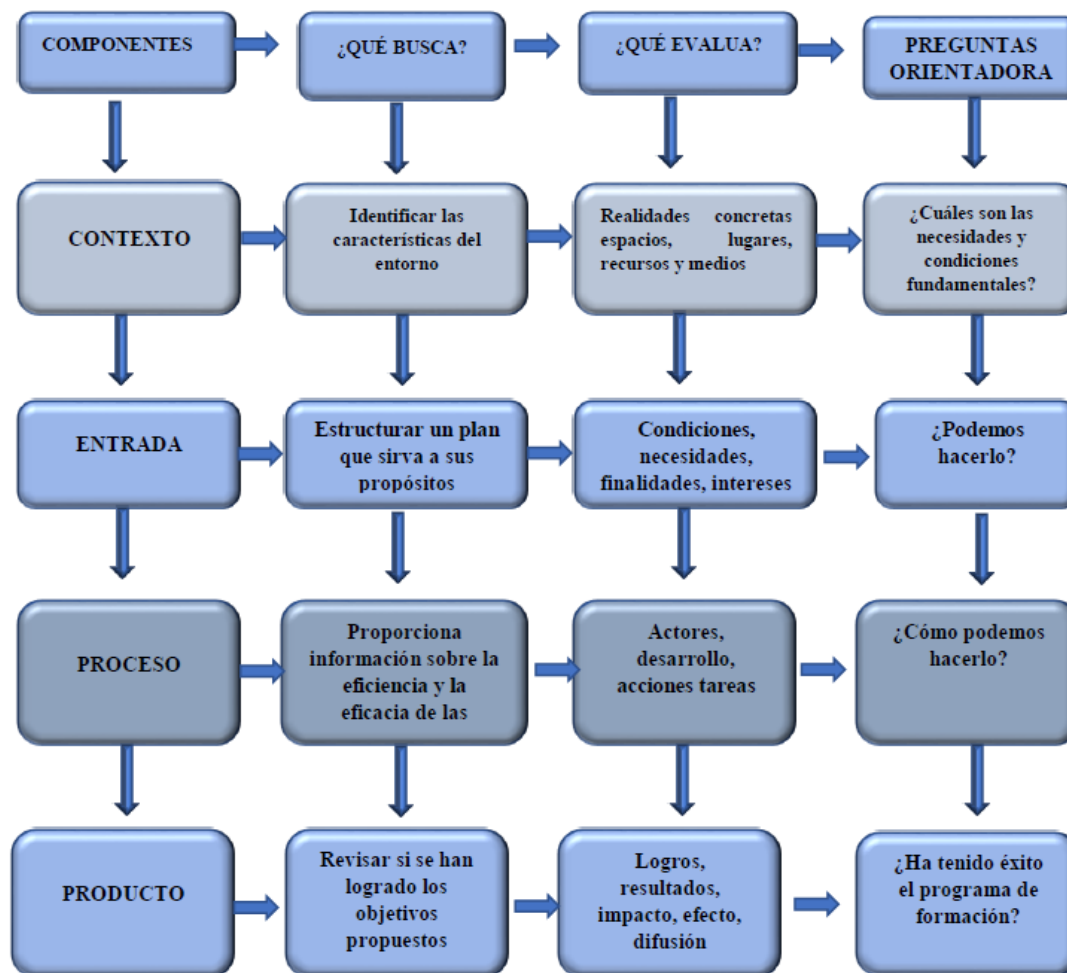 COMPONENTES
¿QUÉ BUSCA?
¿QUÉ EVALUA?
PREGUNTAS
ORIENTADORA
CONTEXTO
Identificar las
características del
entorno
Realidades concretas
espacios, lugares,
recursos y medios
¿Cuáles son las
necesidades y
condiciones
fundamentales?
ENTRADA
Estructurar un plan
que sirva a sus
propósitos
Condiciones,
necesidades,
finalidades, intereses
¿Podemos
hacerlo?
PROCESO
Proporciona
información sobre la
eficiencia y la
eficacia de las
Actores,
desarrollo,
acciones tareas
¿Cómo podemos
hacerlo?
PRODUCTO
Revisar si se han
logrado los
objetivos
propuestos
Logros,
resultados,
impacto, efecto,
difusión
¿Ha tenido éxito
el programa de
formación?